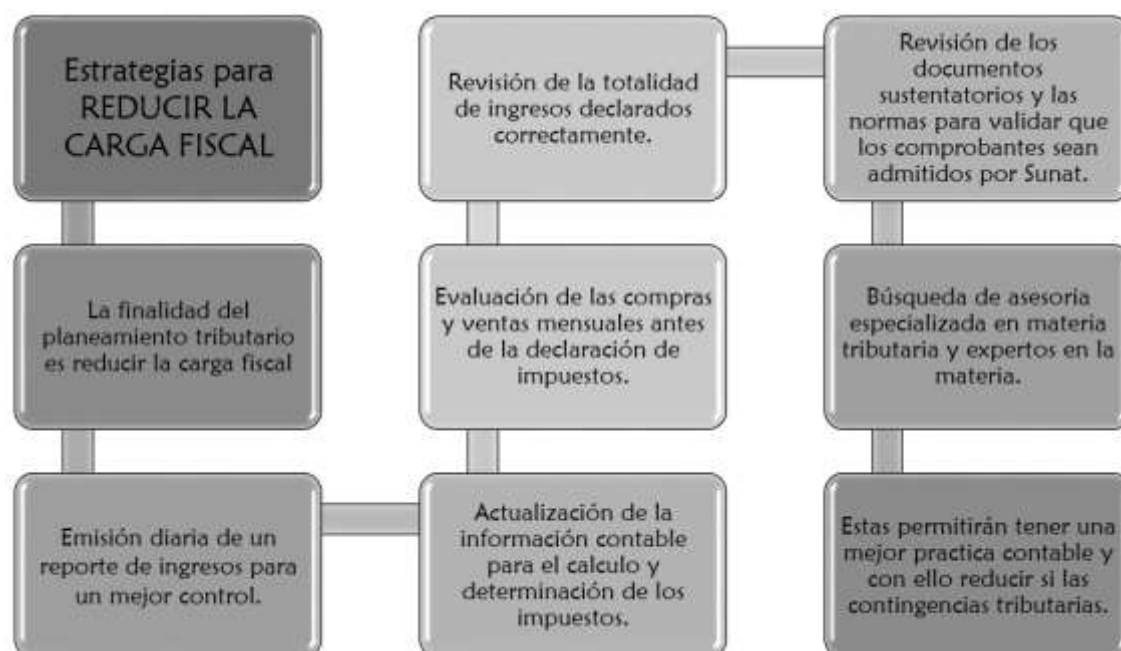 Estrategias para
REDUCIR LA
CARGA FISCAL
La finalidad del
planeamiento tributario
es reducir la carga fiscal
Emisión diaria de un
reporte de ingresos para
un mejor control.
Actualización de la
información contable
para el calculo y
determinación de los
impuestos.
Evaluación de las compras
y ventas mensuales antes
de la declaración de
impuestos.
Revisión de la totalidad
de ingresos declarados
correctamente.
Revisión de los
documentos
sustentatorios y las
normas para validar que
los comprobantes sean
admitidos por Sunat.
Búsqueda de asesoria
especializada en materia
tributaria y expertos en la
materia.
Estas permitirán tener una
mejor practica contable y
con ello reducir si las
contingencias tributarias.